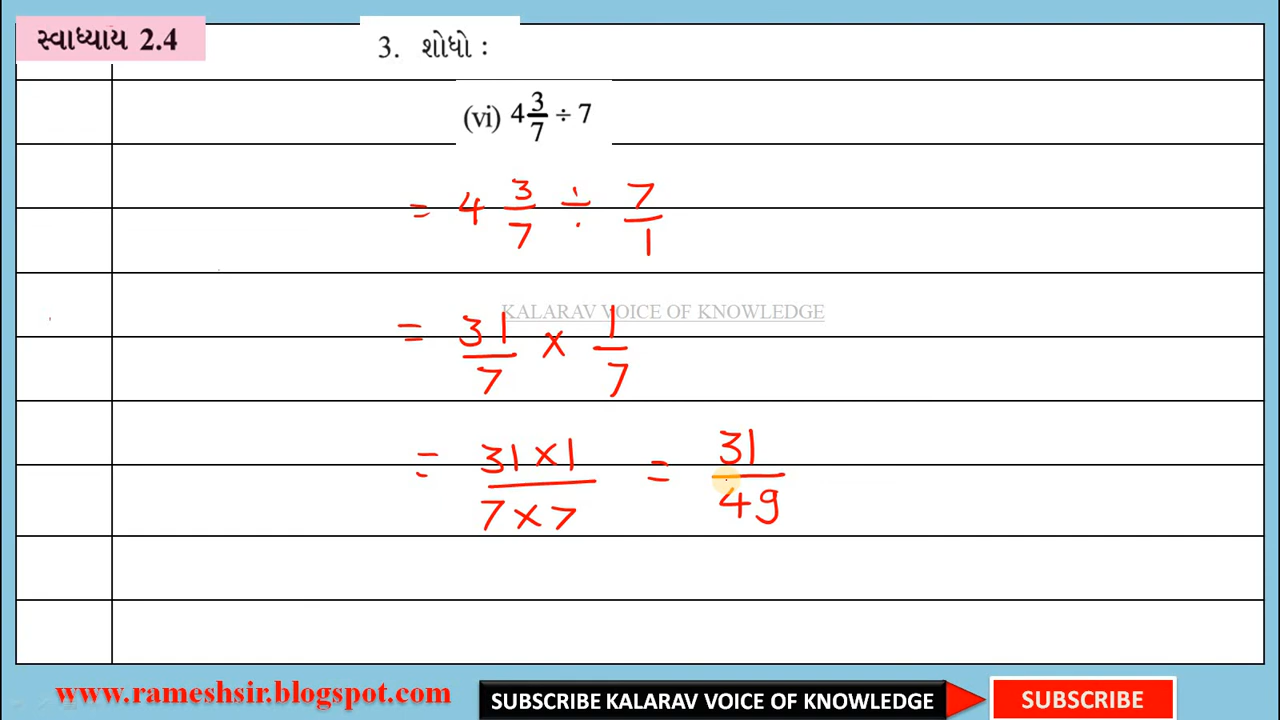 સ્વાધ્યાય 2.4
3. શોધો :
(vi) 4 3/7 ÷ 7
= 4 3/7 ÷ 7/1
KALARAV VOICE OF KNOWLEDGE
= 31/7 × 1/7
= 31×1/7×7 = 31/49
www.rameshsir.blogspot.com
SUBSCRIBE KALARAV VOICE OF KNOWLEDGE
SUBSCRIBE